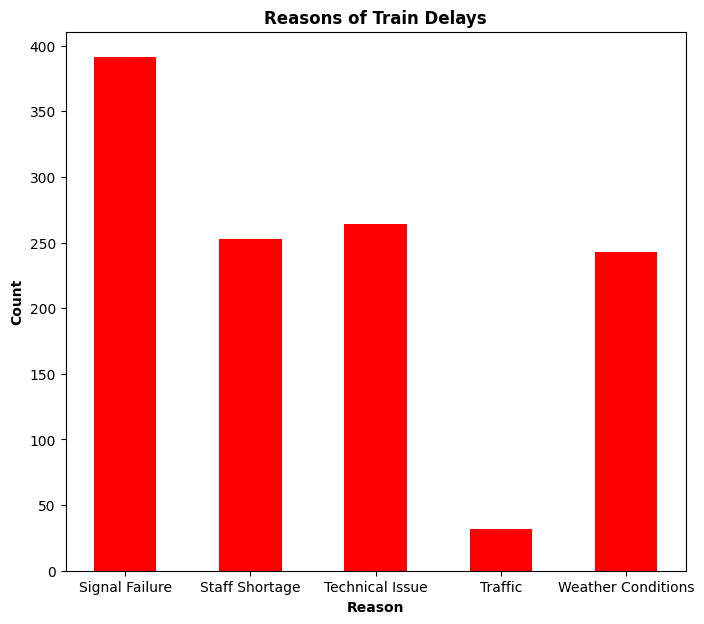 Reasons of Train Delays
Count
400
350
300
250
200
150
100
50
0
Signal Failure Staff Shortage Technical Issue Traffic Weather Conditions
Reason